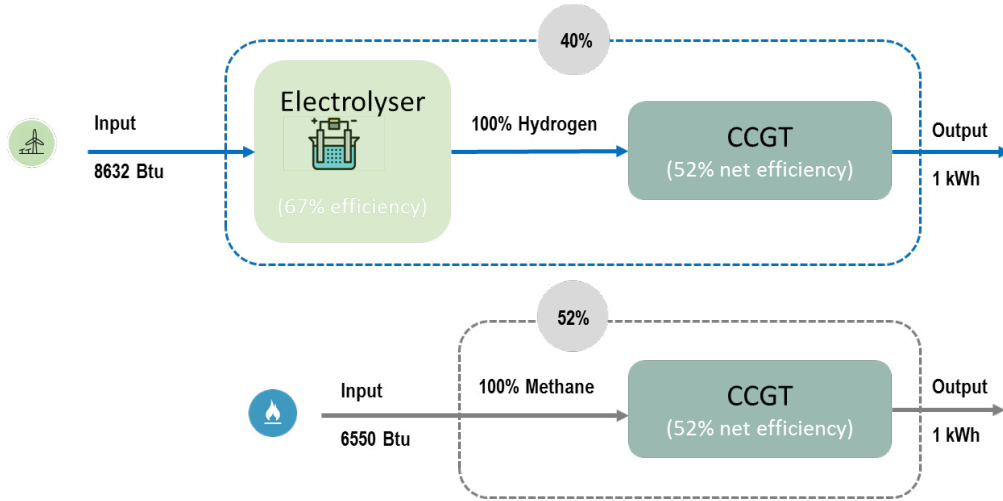 40%
Electrolyser
+ −
(67% efficiency)
Input
8632 Btu
100% Hydrogen
CCGT
(52% net efficiency)
Output
1 kWh
52%
Input
6550 Btu
100% Methane
CCGT
(52% net efficiency)
Output
1 kWh